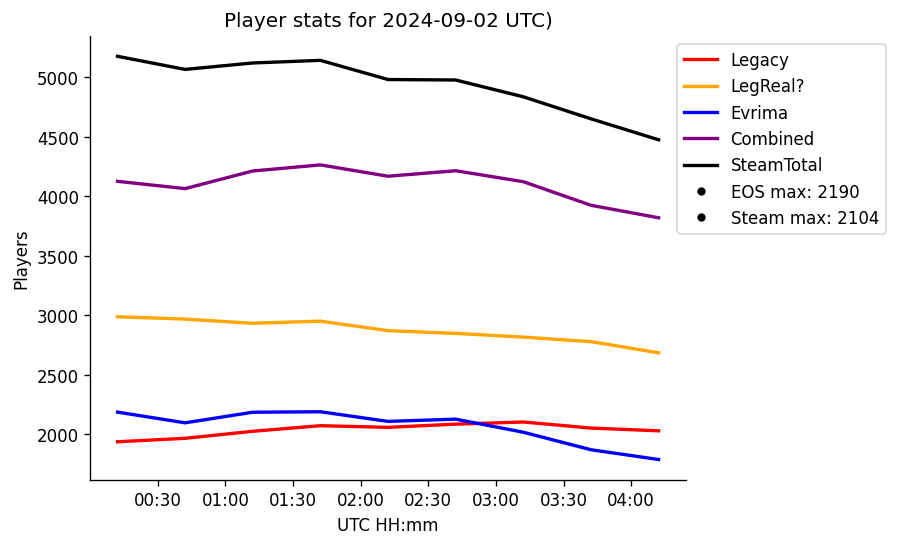 Player stats for 2024-09-02 UTC)
5000
4500
4000
3500
3000
2500
2000
Players
00:30 01:00 01:30 02:00 02:30 03:00 03:30 04:00
UTC HH:mm
Legacy
LegReal?
Evrima
Combined
SteamTotal
EOS max: 2190
Steam max: 2104